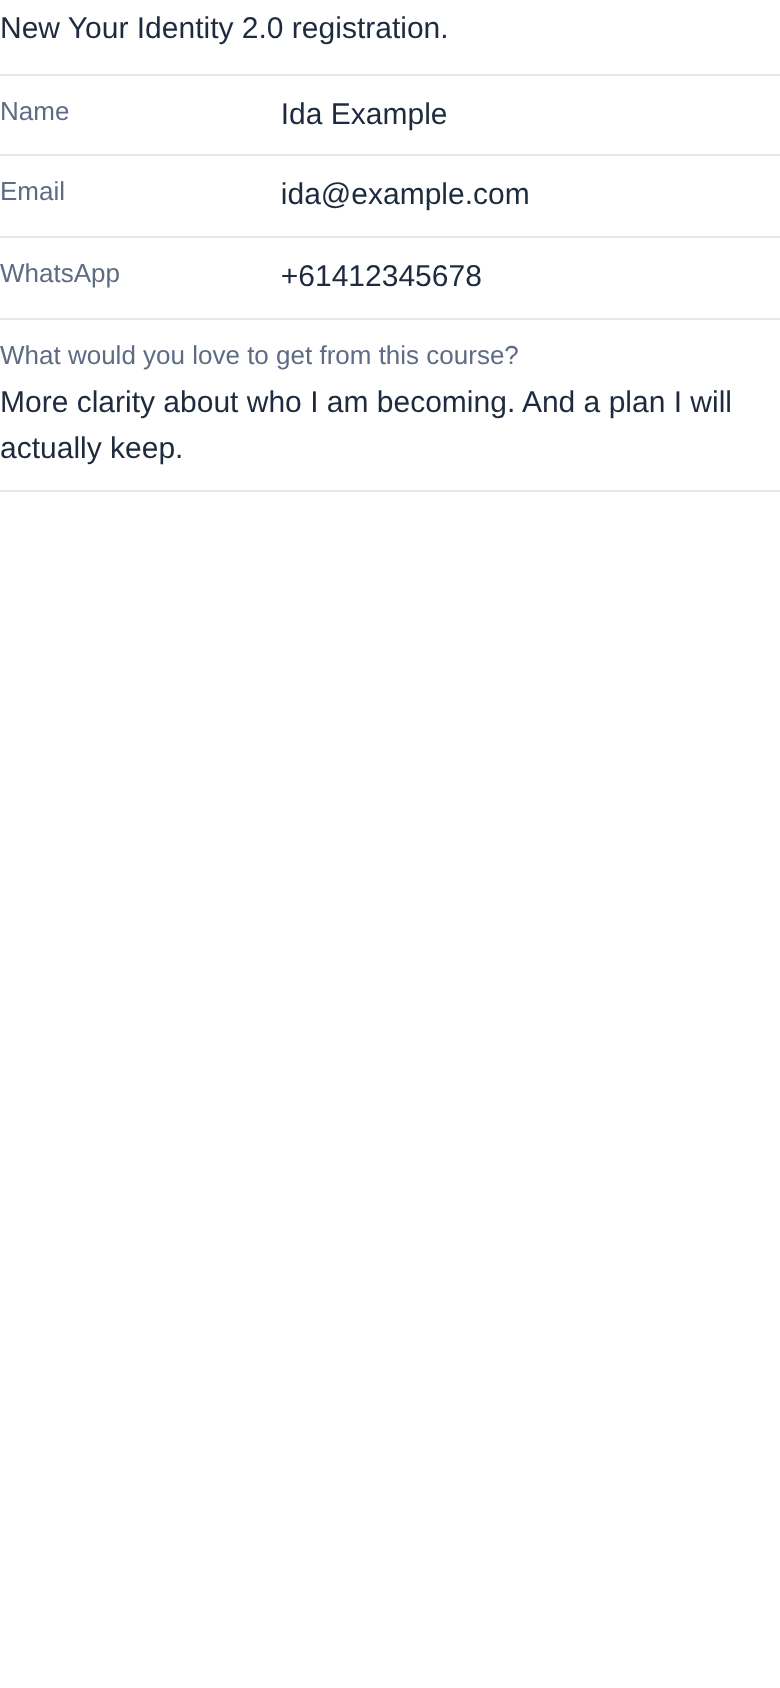 New Your Identity 2.0 registration.
Name Ida Example
Email ida@example.com
WhatsApp +61412345678
What would you love to get from this course?
More clarity about who I am becoming. And a plan I will
actually keep.